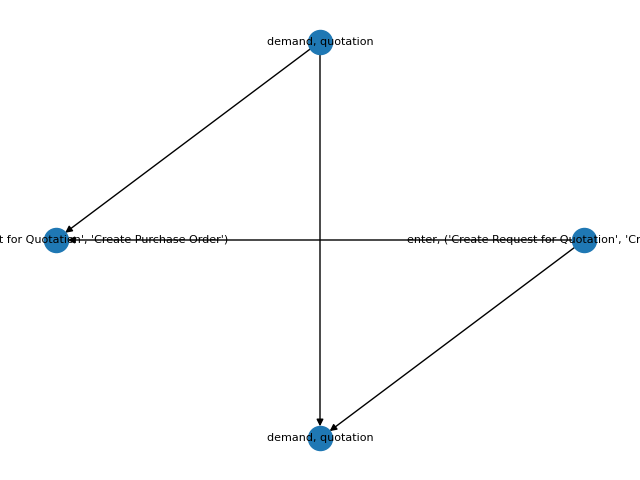 demand, quotation
t for Quotation', 'Create Purchase Order')
enter, ('Create Request for Quotation', 'Cr
demand, quotation